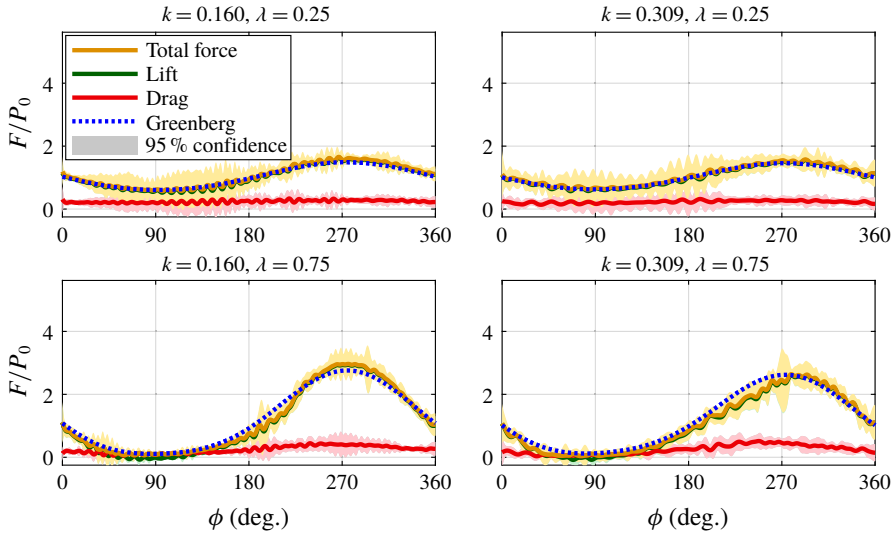 k = 0.160, λ = 0.25
k = 0.309, λ = 0.25
Total force
Lift
Drag
Greenberg
95 % confidence
F/P₀
4
2
0
0 90 180 270 360
4
2
0
0 90 180 270 360
k = 0.160, λ = 0.75
k = 0.309, λ = 0.75
F/P₀
4
2
0
0 90 180 270 360
ϕ (deg.)
4
2
0
0 90 180 270 360
ϕ (deg.)